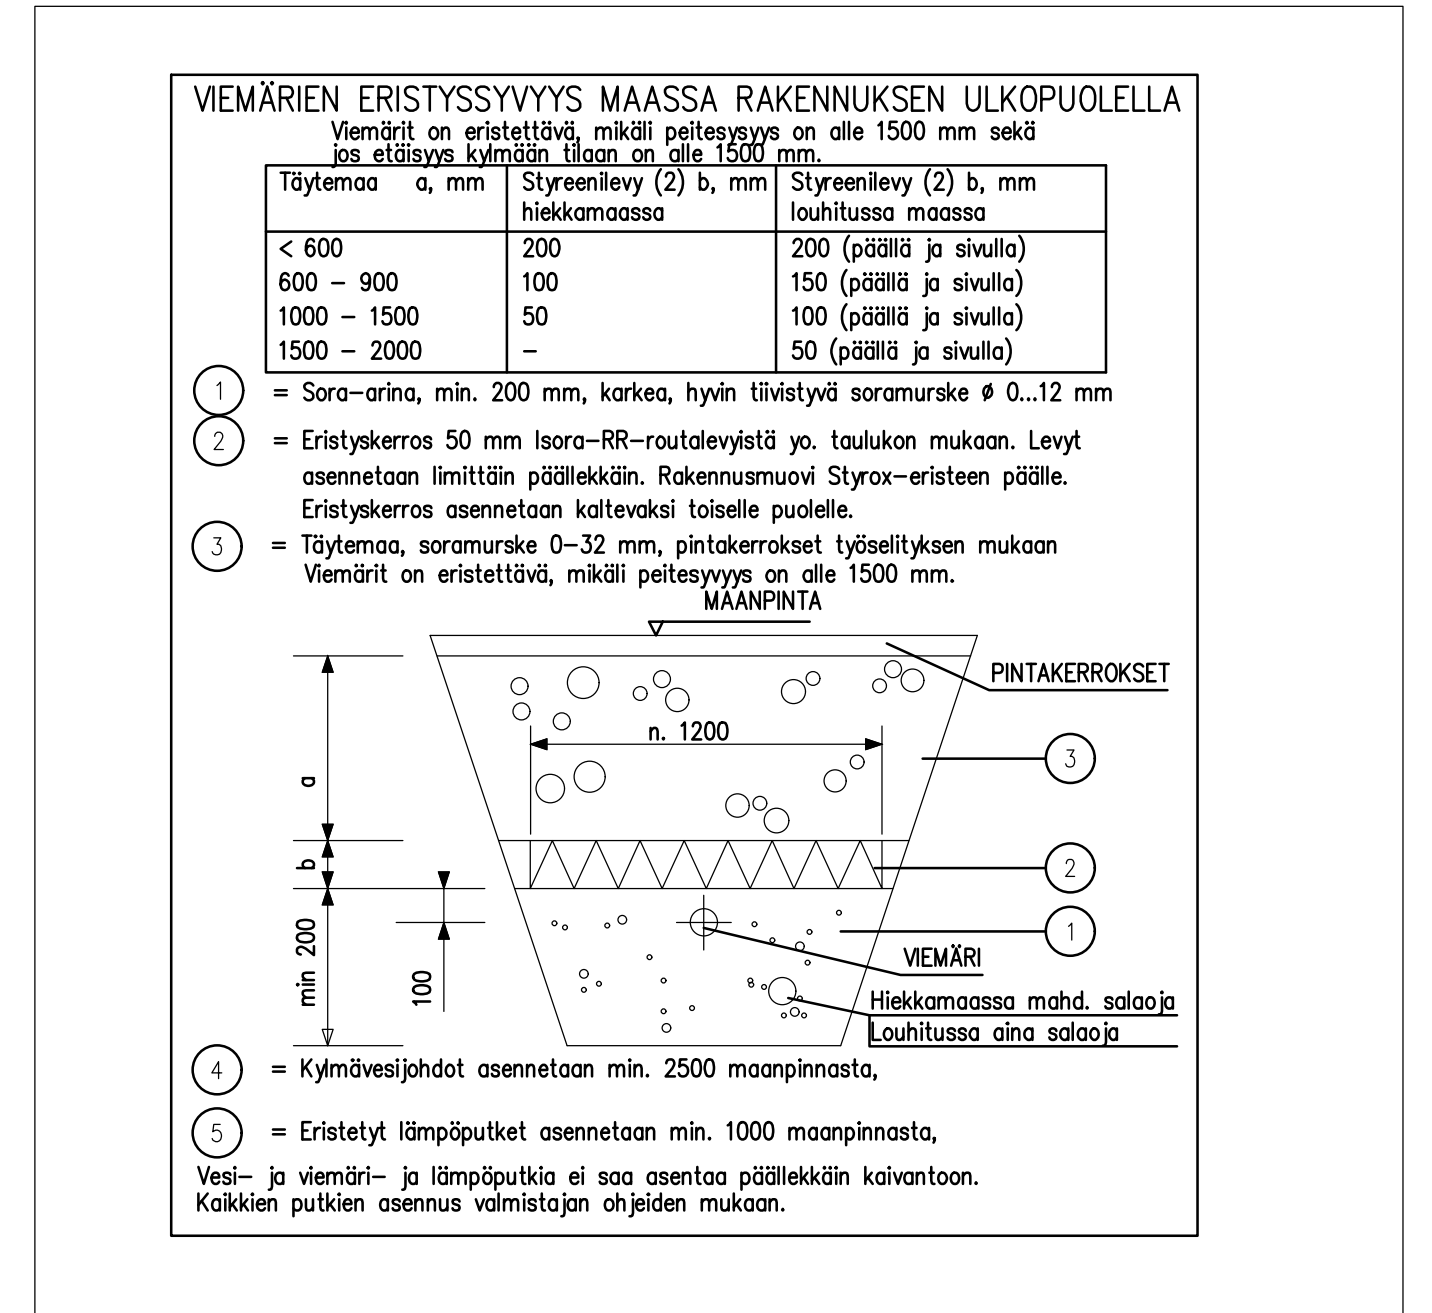 VIEMÄRIEN ERISTYSSYVYYS MAASSA RAKENNUKSEN ULKOPUOLELLA
Viemärit on eristettävä, mikäli peitesysyys on alle 1500 mm sekä
jos etäisyys kylmään tilaan on alle 1500 mm.
Täytemaa a, mm Styreenilevy (2) b, mm Styreenilevy (2) b, mm
hiekkamaassa louhitussa maassa
< 600 200 200 (päällä ja sivulla)
600 – 900 100 150 (päällä ja sivulla)
1000 – 1500 50 100 (päällä ja sivulla)
1500 – 2000 – 50 (päällä ja sivulla)
1 = Sora–arina, min. 200 mm, karkea, hyvin tiivistyvä soramurske ø 0...12 mm
2 = Eristyskerros 50 mm Isora–RR–routalevyistä yo. taulukon mukaan. Levyt
asennetaan limittäin päällekkäin. Rakennusmuovi Styrox–eristeen päälle.
Eristyskerros asennetaan kaltevaksi toiselle puolelle.
3 = Täytemaa, soramurske 0–32 mm, pintakerrokset työselityksen mukaan
Viemärit on eristettävä, mikäli peitesyvyys on alle 1500 mm.
MAANPINTA
PINTAKERROKSET
n. 1200
3
a
b
2
min 200
100
1
VIEMÄRI
Hiekkamaassa mahd. salaoja
Louhitussa aina salaoja
4 = Kylmävesijohdot asennetaan min. 2500 maanpinnasta,
5 = Eristetyt lämpöputket asennetaan min. 1000 maanpinnasta,
Vesi– ja viemäri– ja lämpöputkia ei saa asentaa päällekkäin kaivantoon.
Kaikkien putkien asennus valmistajan ohjeiden mukaan.